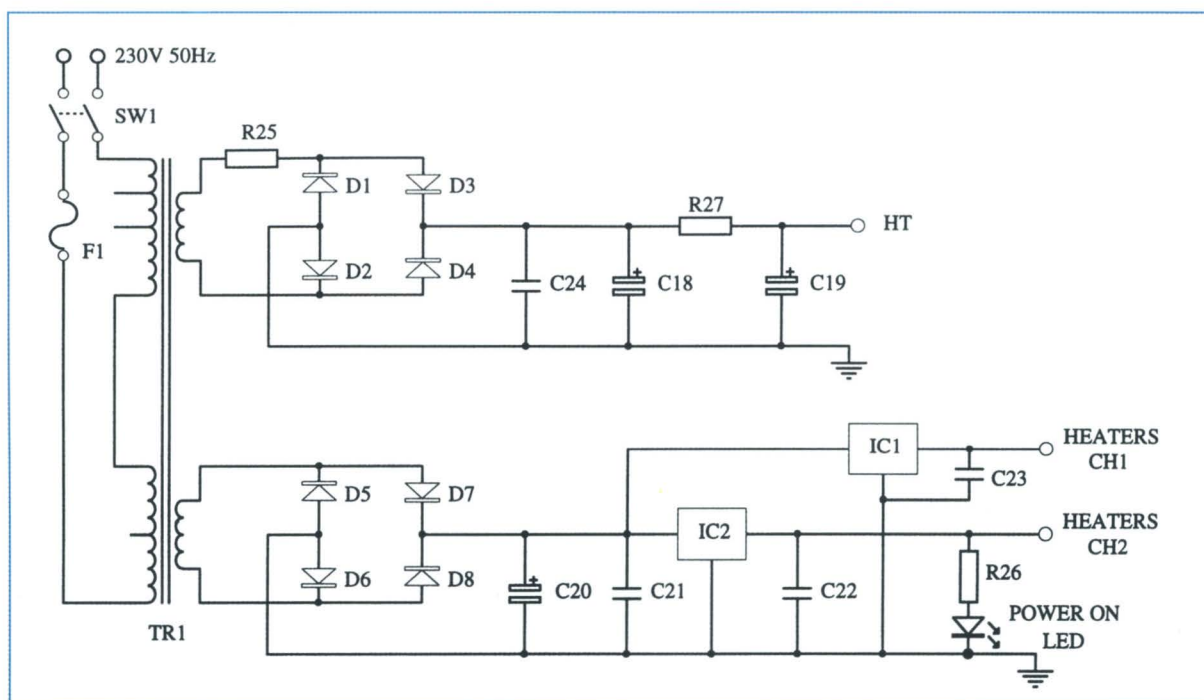 230V 50Hz
SW1
R25
D1
D3
R27
HT
F1
D2
D4
C24
C18
C19
IC1
HEATERS
CH1
C23
D5
D7
IC2
HEATERS
CH2
D6
D8
C20
C21
C22
R26
POWER ON
LED
TR1